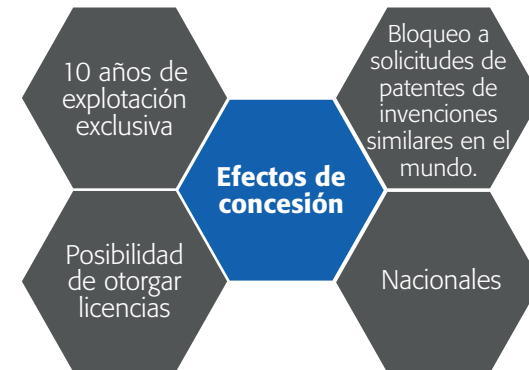 10 años de
explotación
exclusiva
Bloqueo a
solicitudes de
patentes de
invenciones
similares en el
mundo.
Efectos de
concesión
Posibilidad
de otorgar
licencias
Nacionales